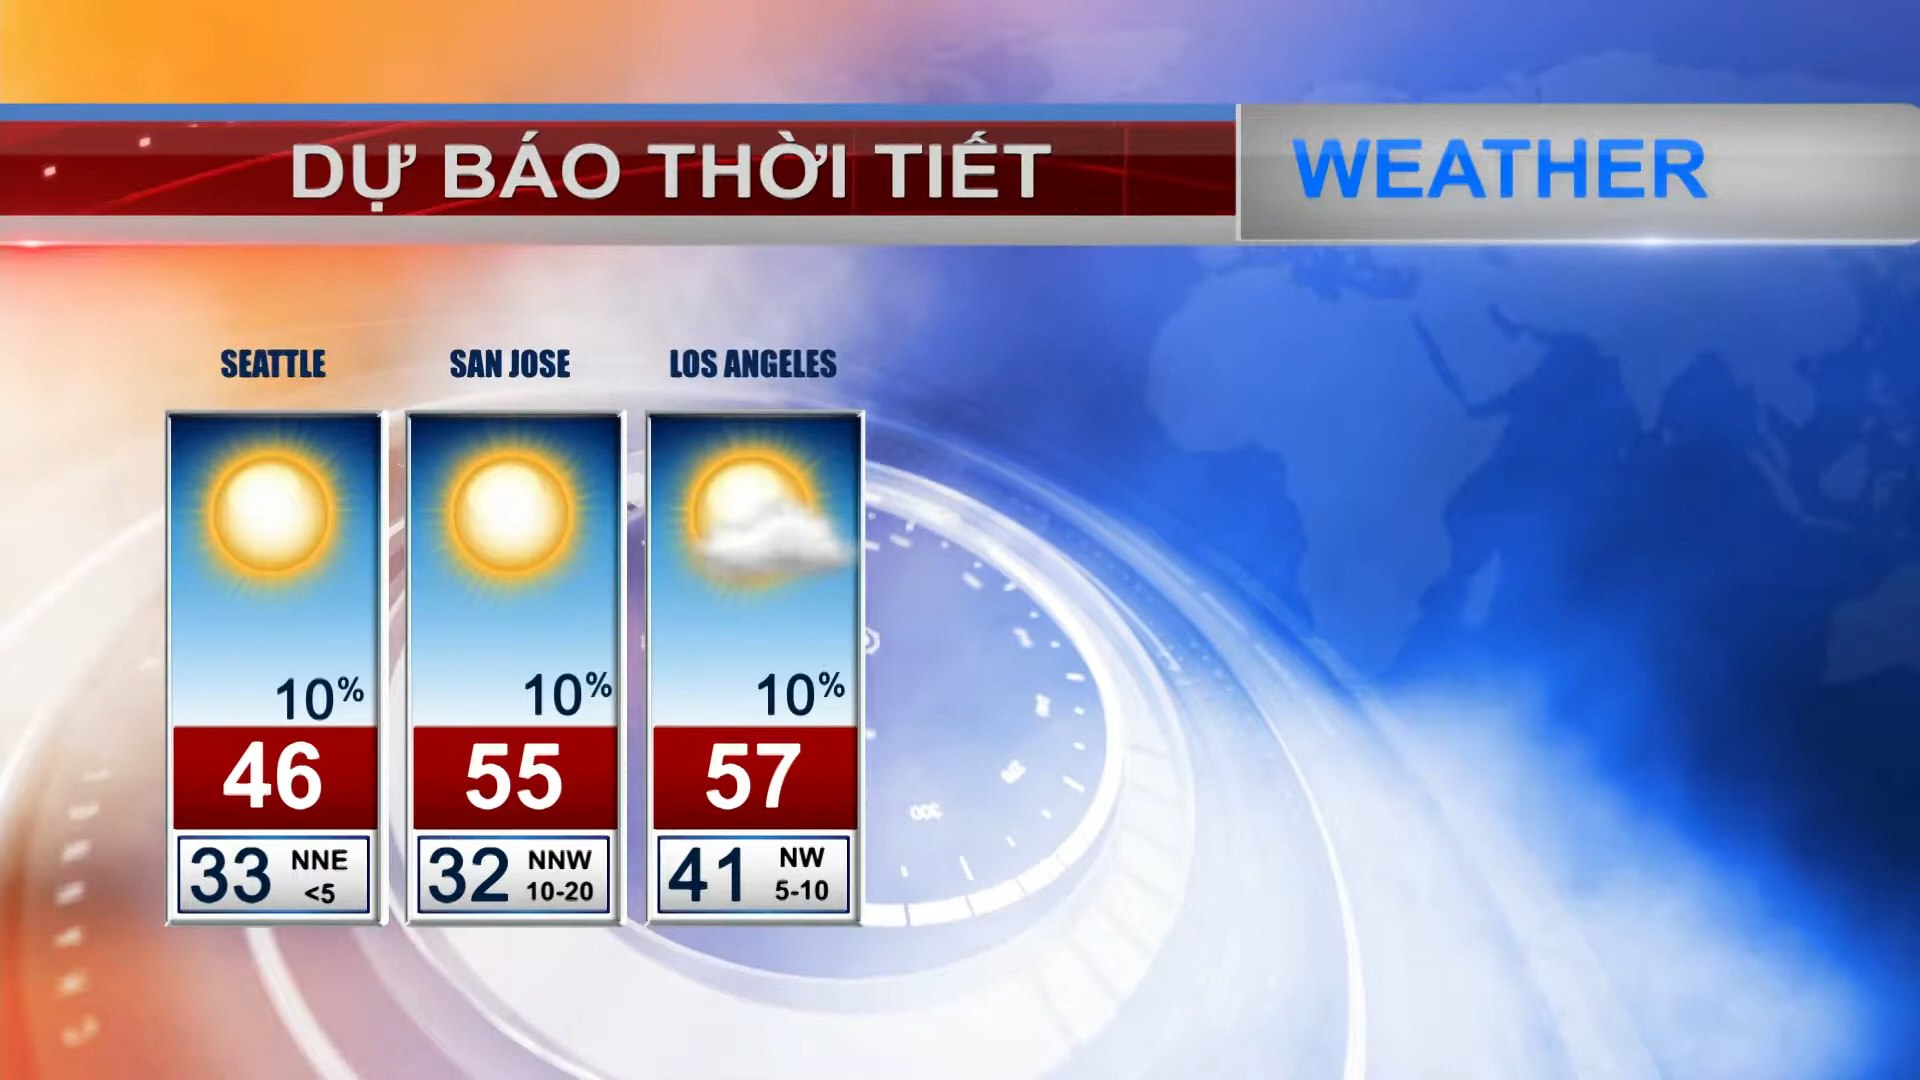 DỰ BÁO THỜI TIẾT
WEATHER
SEATTLE
SAN JOSE
LOS ANGELES
10%
10%
10%
46
55
57
33
NNE
<5
32
NNW
10-20
41
NW
5-10
300